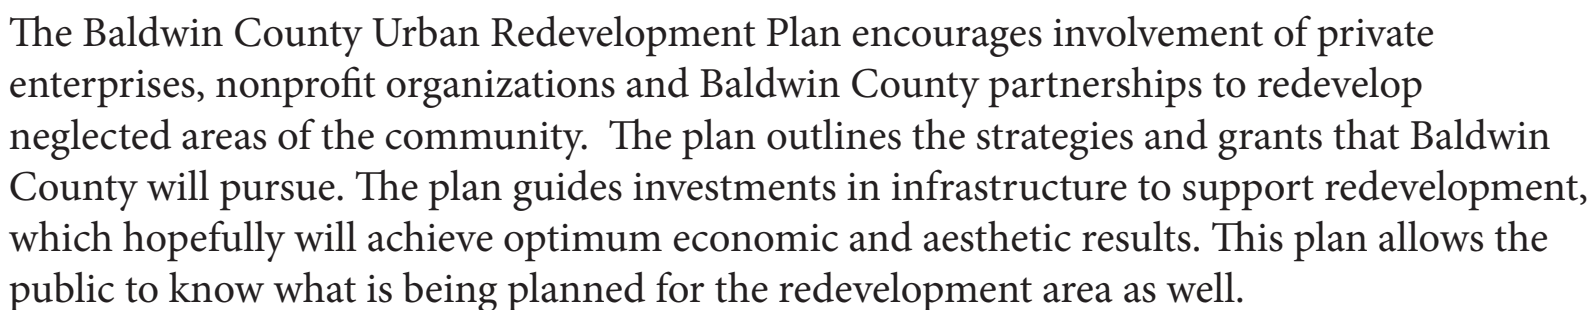 The Baldwin County Urban Redevelopment Plan encourages involvement of private
enterprises, nonprofit organizations and Baldwin County partnerships to redevelop
neglected areas of the community.  The plan outlines the strategies and grants that Baldwin
County will pursue. The plan guides investments in infrastructure to support redevelopment,
which hopefully will achieve optimum economic and aesthetic results. This plan allows the
public to know what is being planned for the redevelopment area as well.